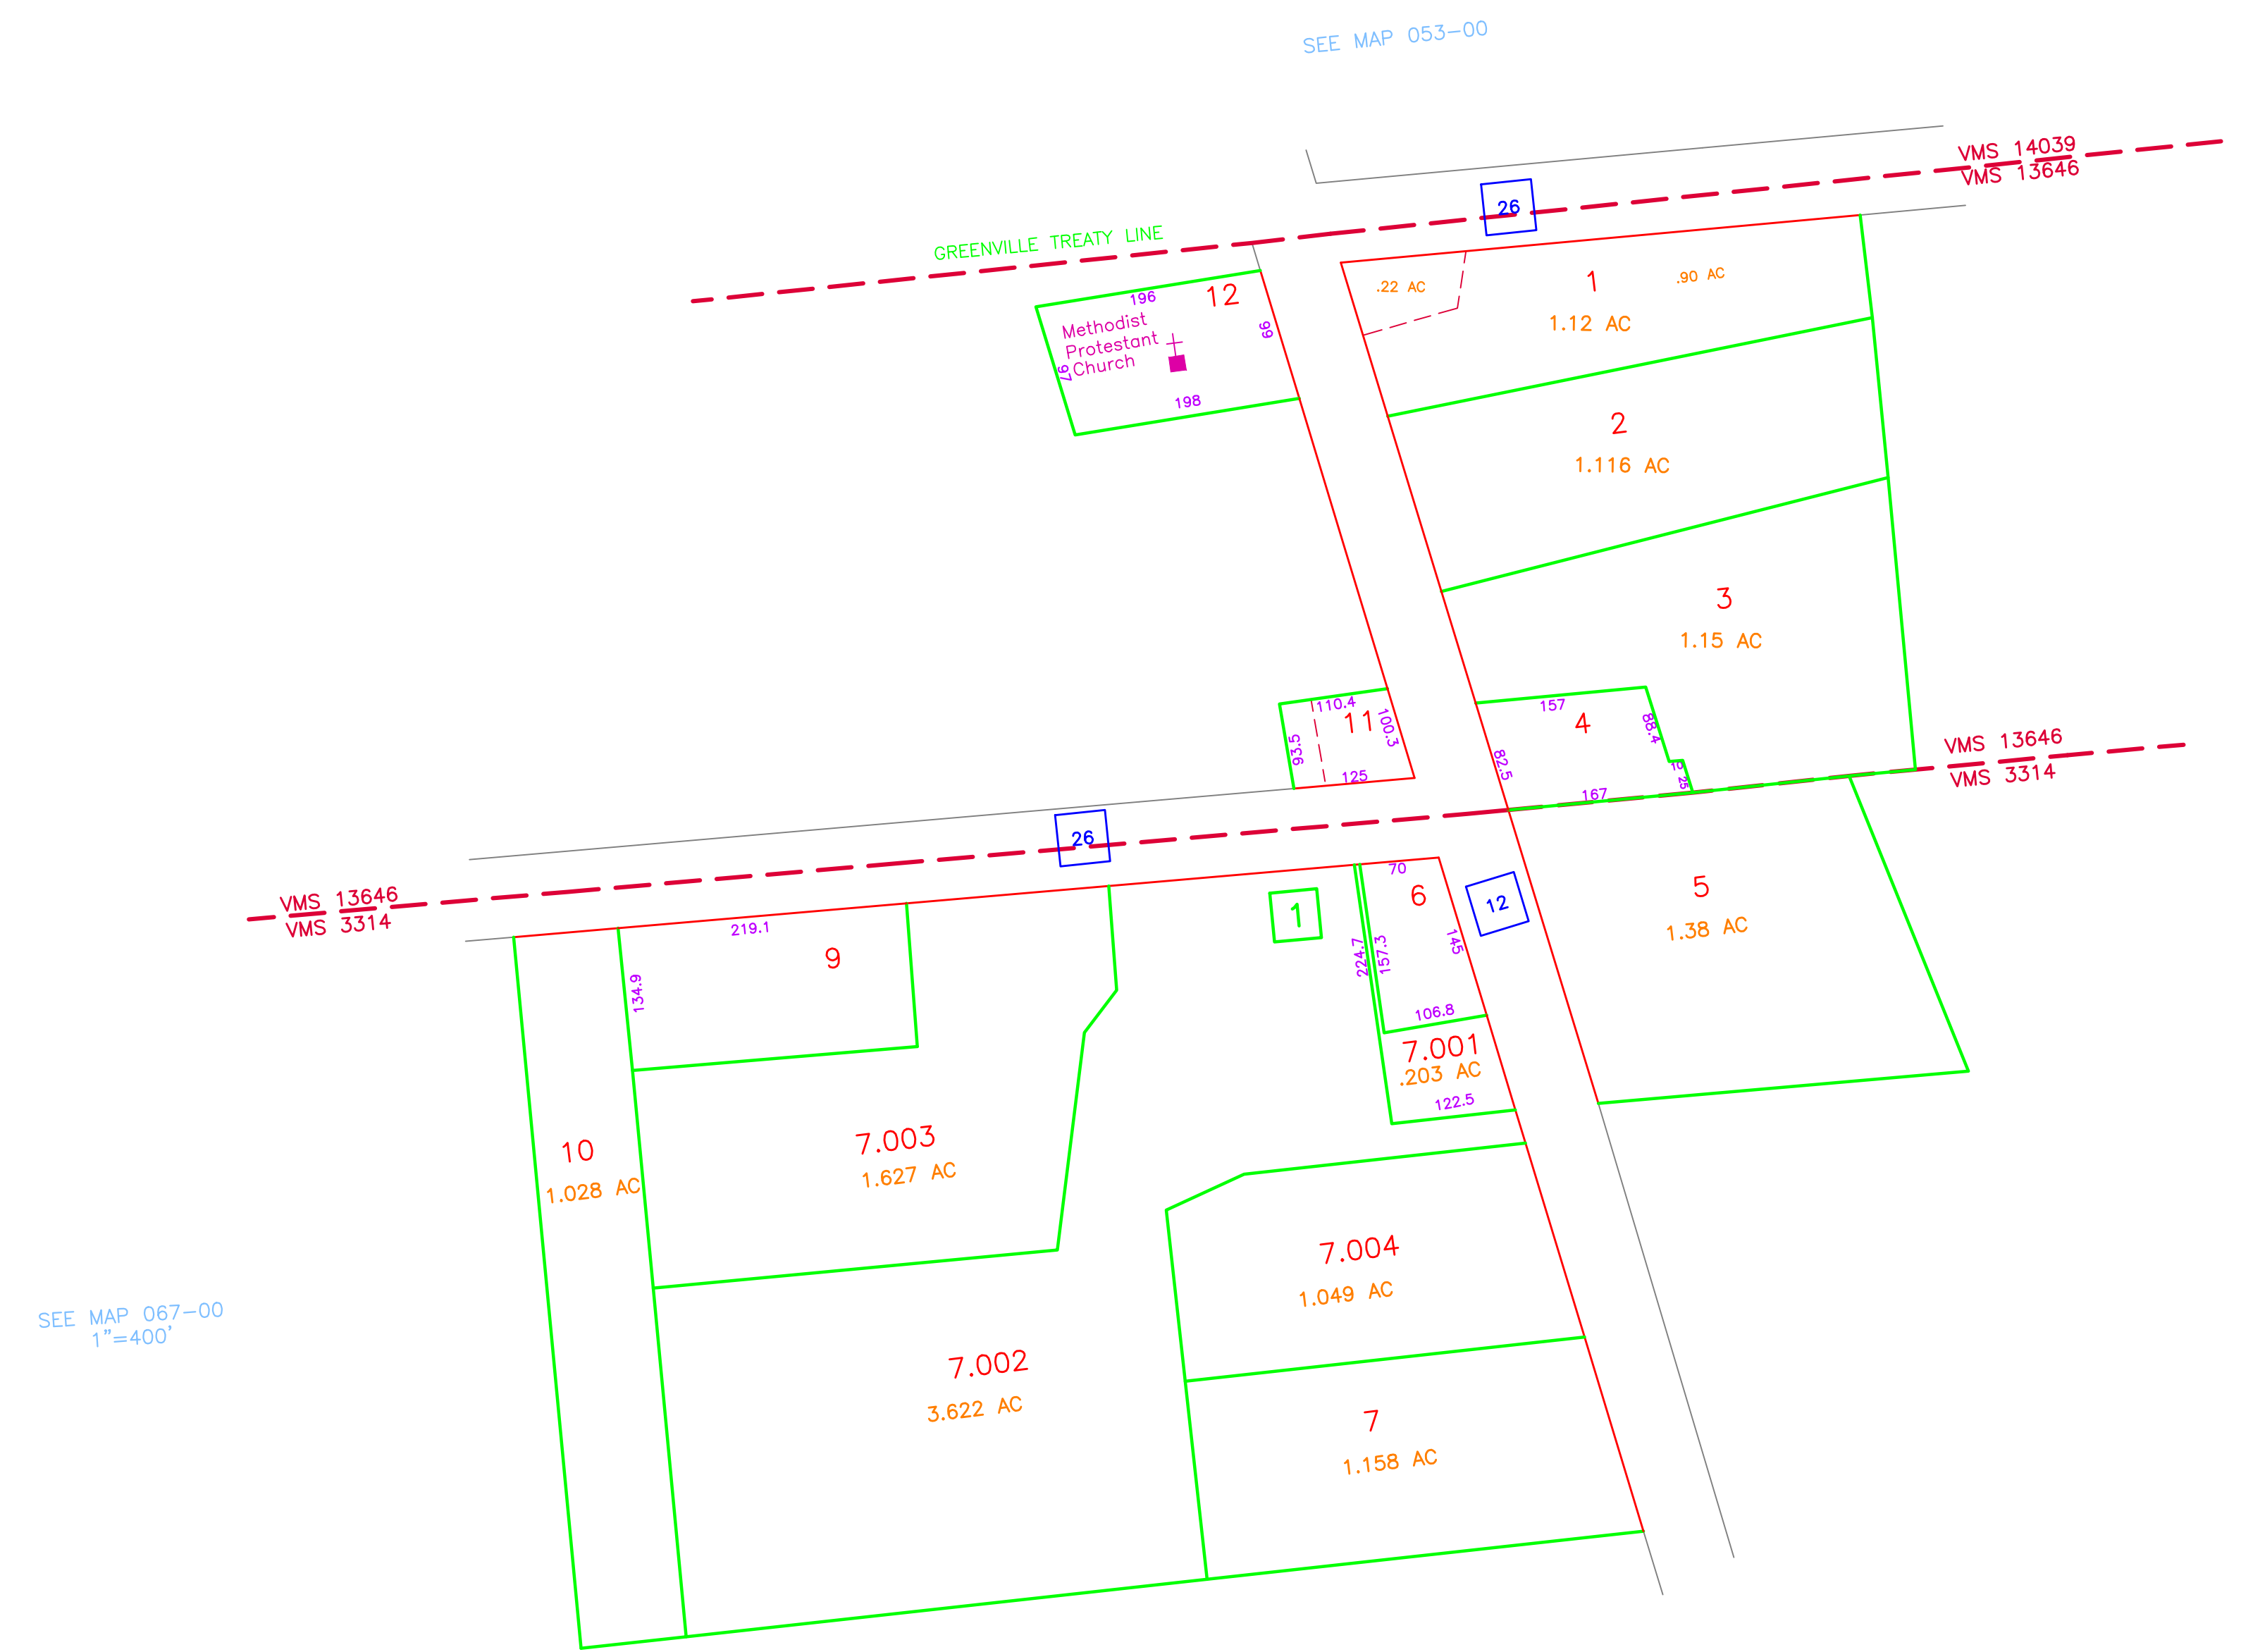 SEE MAP 053-00
VMS 14039
VMS 13646
26
GREENVILLE TREATY LINE
12
196
99
97
198
Methodist
Protestant
Church
.22 AC
1
.90 AC
1.12 AC
2
1.116 AC
3
1.15 AC
11
110.4
100.3
93.5
125
4
157
88.4
10
25
82.5
167
VMS 13646
VMS 3314
26
VMS 13646
VMS 3314
1
6
70
145
157.3
224.7
106.8
12
5
1.38 AC
9
219.1
134.9
7.001
.203 AC
122.5
10
1.028 AC
7.003
1.627 AC
7.004
1.049 AC
SEE MAP 067-00
1"=400'
7.002
3.622 AC
7
1.158 AC